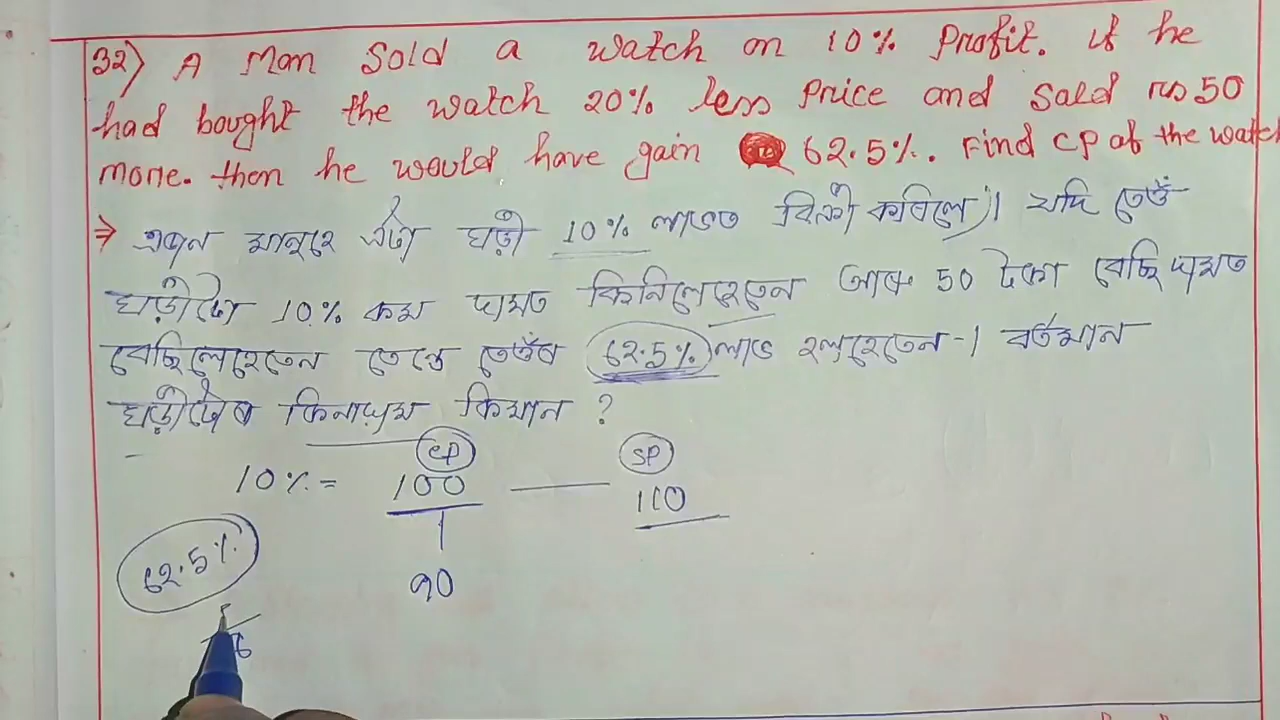 32) A Man Sold a watch on 10% Profit. if he
had bought the watch 20% less Price and Sold rs 50
more. then he would have gain 62.5%. Find CP of the watch
⇒ এজন মানুহে এটা ঘড়ী 10% লাভত বিক্ৰী কৰিলে। যদি তেওঁ
ঘড়ীটো 10% কম দামত কিনিলেহেতেন আৰু 50 টকা বেছি দামত
বেছিলেহেতেন তেন্তে তেওঁৰ 62.5% লাভ হলহেতেন। বৰ্তমান
ঘড়ীটোৰ কিনাদাম কিমান ?
CP SP
10% = 100 — 110
62.5% 90